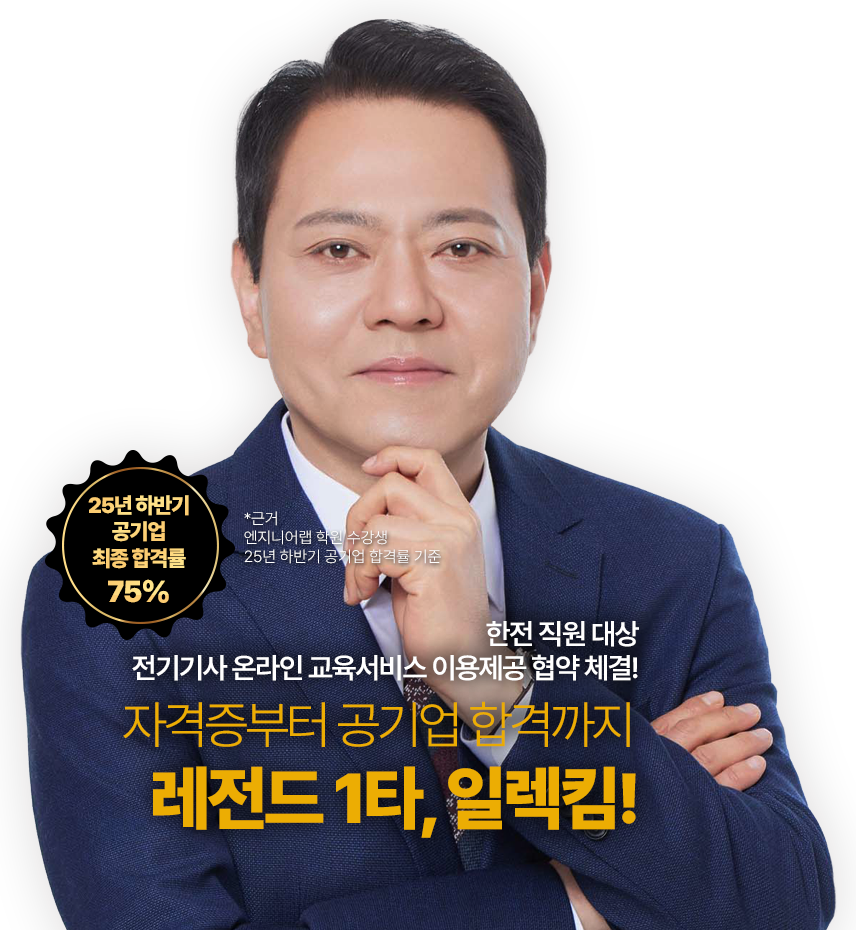 25년 하반기
공기업
최종 합격률
75%
*근거
엔지니어랩 학원 수강생
25년 하반기 공기업 합격률 기준
한전 직원 대상
전기기사 온라인 교육서비스 이용제공 협약 체결!
자격증부터 공기업 합격까지
레전드 1타, 일렉킴!